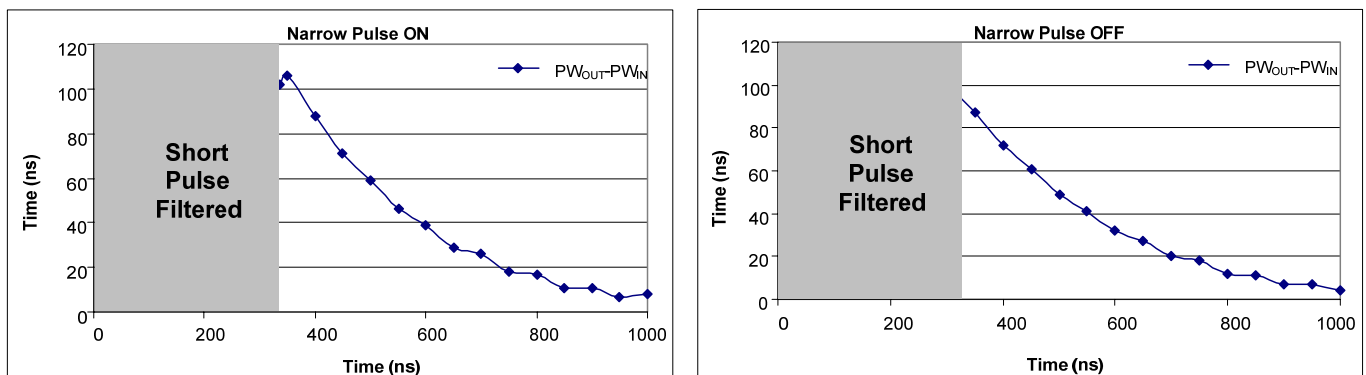 Narrow Pulse ON
120
100
80
60
40
20
0
Time (ns)
Short
Pulse
Filtered
PWOUT-PWIN
0 200 400 600 800 1000
Time (ns)
Narrow Pulse OFF
120
100
80
60
40
20
0
Time (ns)
Short
Pulse
Filtered
PWOUT-PWIN
0 200 400 600 800 1000
Time (ns)